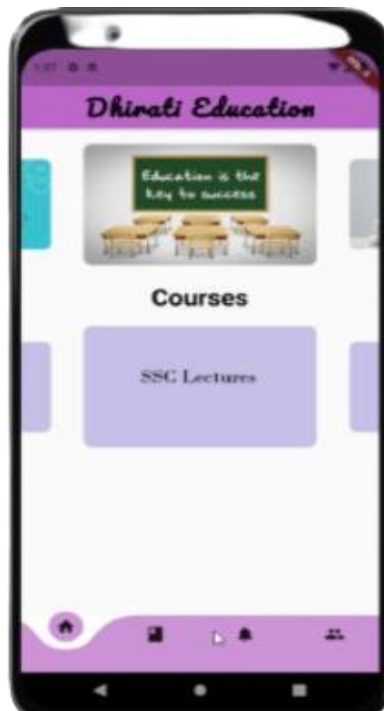 Dhirati Education
Education is the
key to success
Courses
SSC Lectures